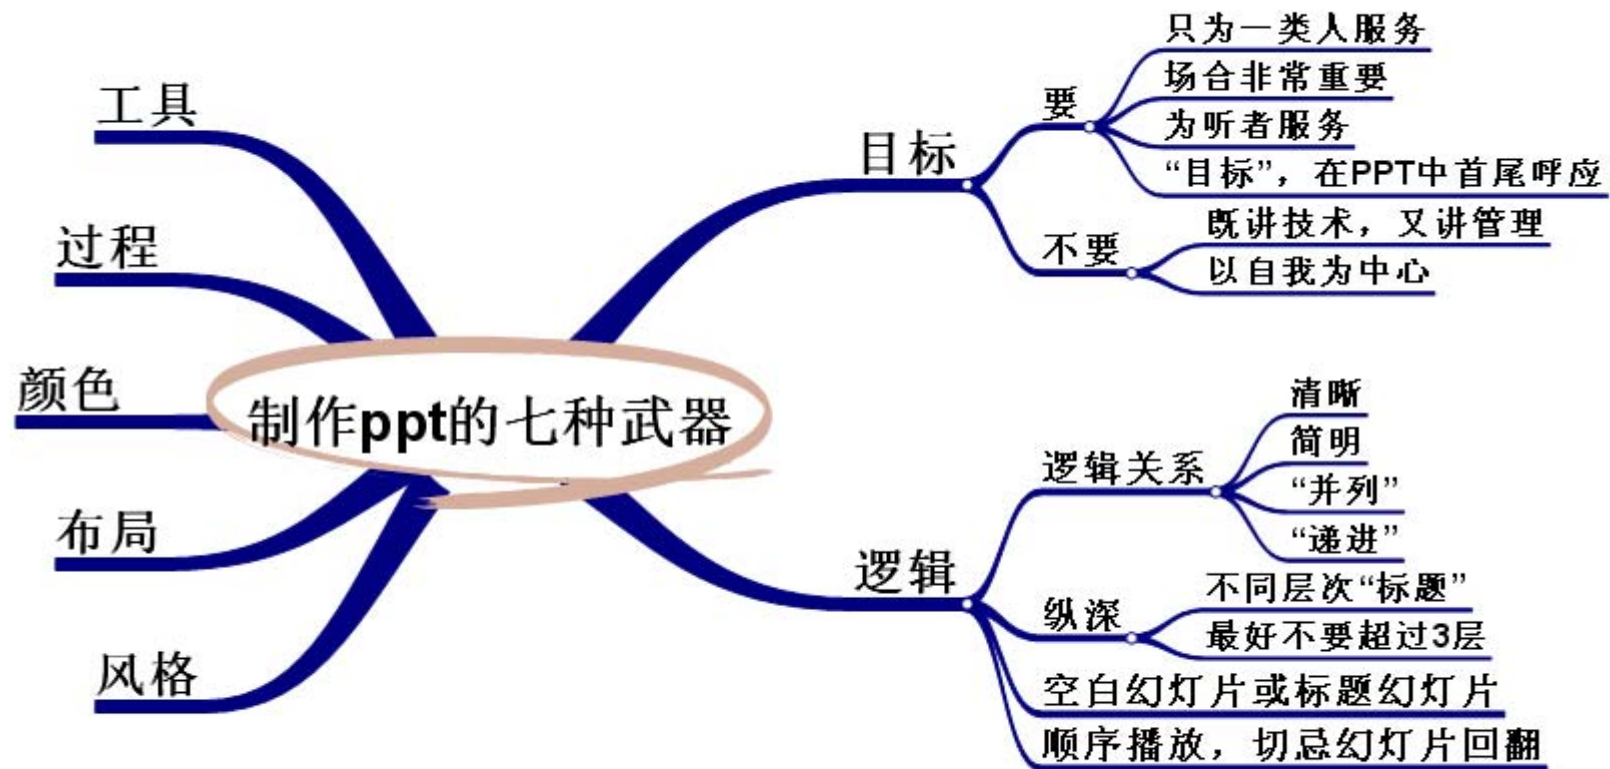 制作ppt的七种武器
目标
要
只为一类人服务
场合非常重要
为听者服务
“目标”，在PPT中首尾呼应
不要
既讲技术，又讲管理
以自我为中心
逻辑
逻辑关系
清晰
简明
“并列”
“递进”
纵深
不同层次“标题”
最好不要超过3层
空白幻灯片或标题幻灯片
顺序播放，切忌幻灯片回翻
工具
过程
颜色
布局
风格